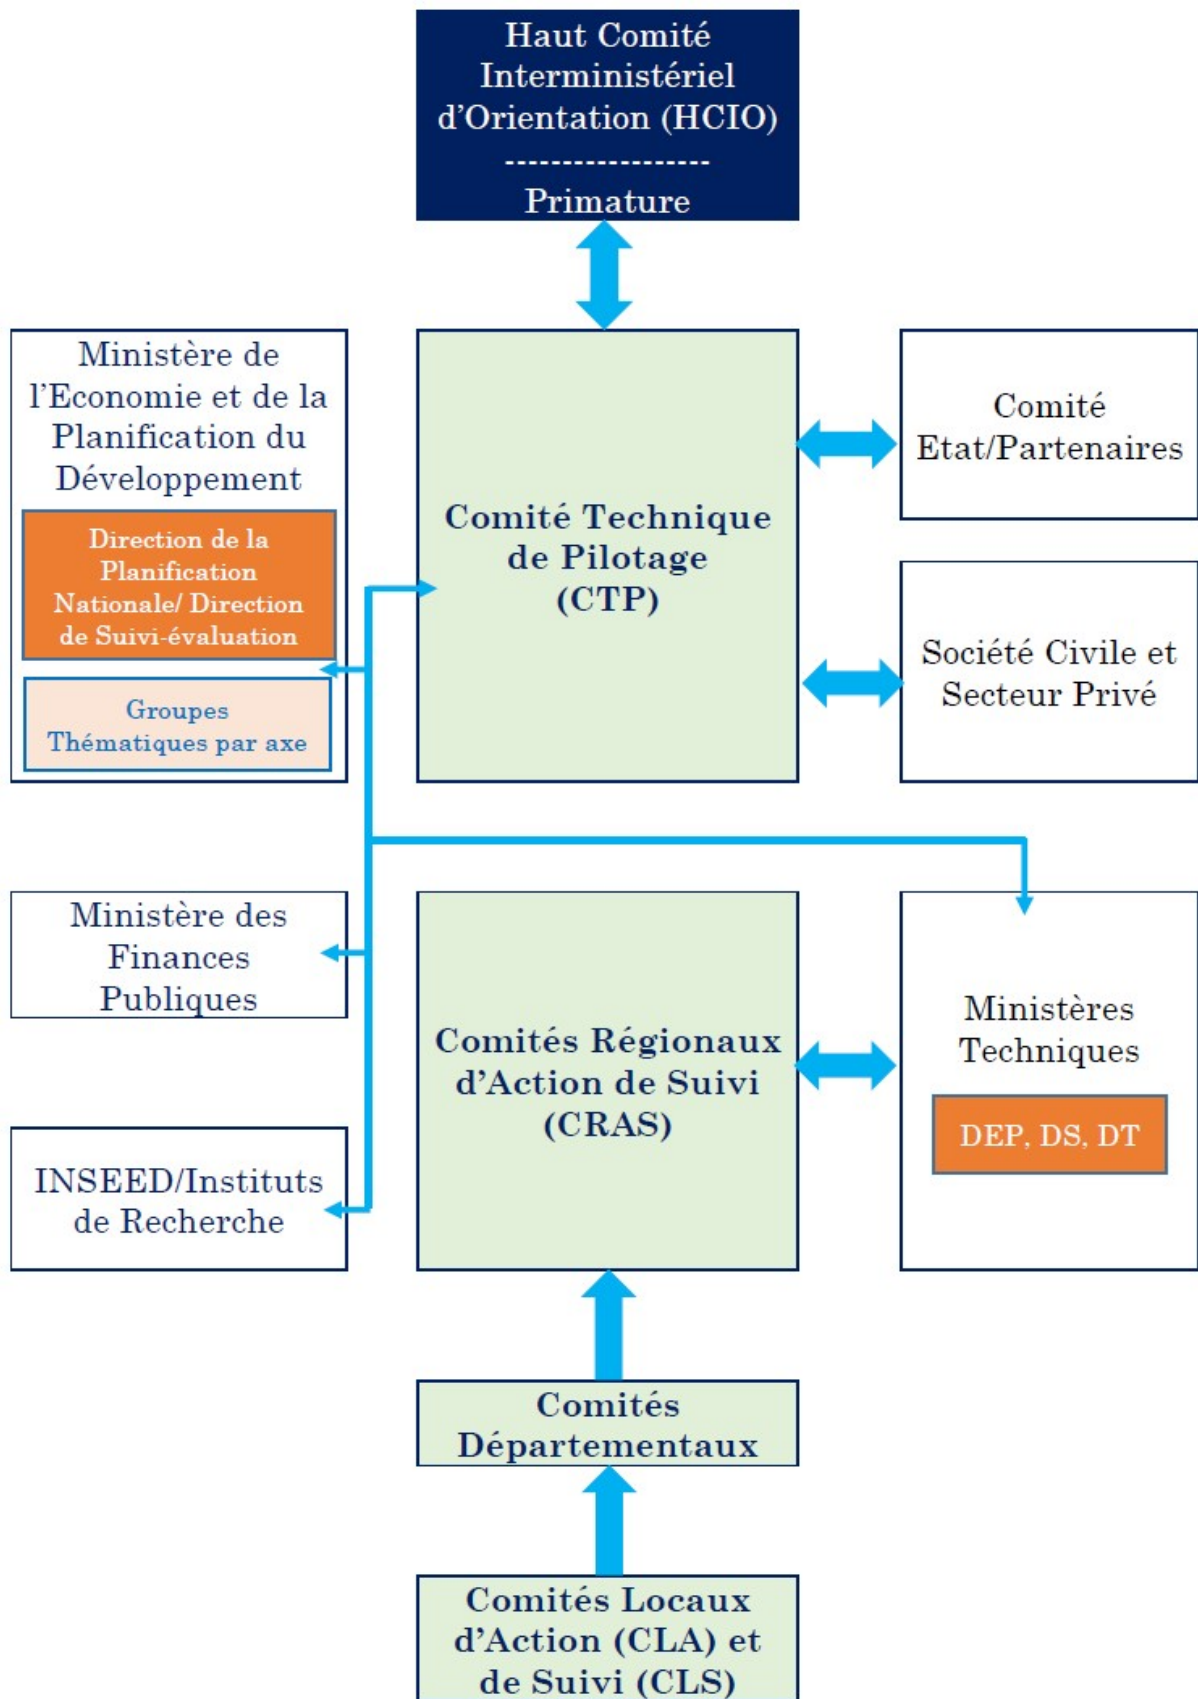 Haut Comité
Interministériel
d'Orientation (HCIO)
------------------
Primature
Ministère de
l'Economie et de la
Planification du
Développement
Direction de la
Planification
Nationale/ Direction
de Suivi-évaluation
Groupes
Thématiques par axe
Comité Technique
de Pilotage
(CTP)
Comité
Etat/Partenaires
Société Civile et
Secteur Privé
Ministère des
Finances
Publiques
INSEED/Instituts
de Recherche
Comités Régionaux
d'Action de Suivi
(CRAS)
Ministères
Techniques
DEP, DS, DT
Comités
Départementaux
Comités Locaux
d'Action (CLA) et
de Suivi (CLS)